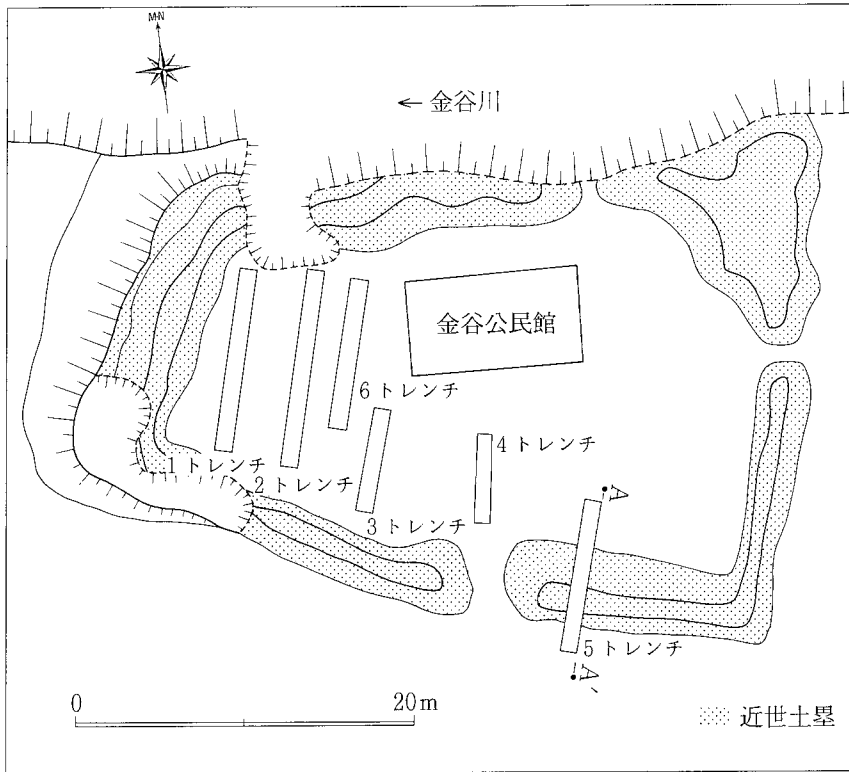 M·N
← 金谷川
金谷公民館
6トレンチ
4トレンチ
1トレンチ
2トレンチ
3トレンチ
A
5トレンチ
A'
0 20m
近世土塁